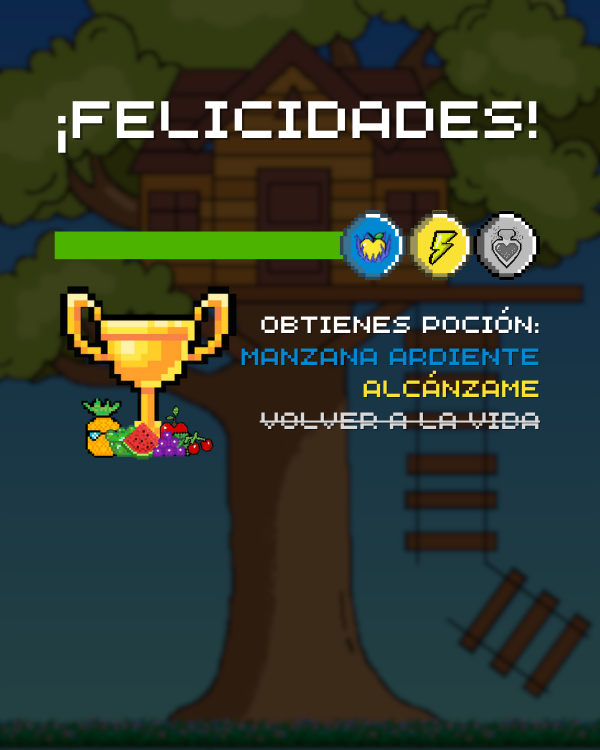 ¡FELICIDADES!
OBTIENES POCIÓN:
MANZANA ARDIENTE
ALCÁNZAME
VOLVER A LA VIDA